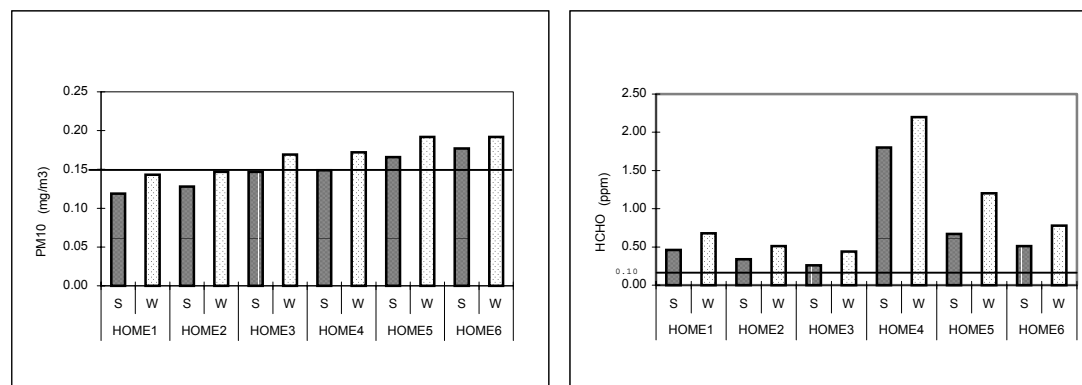 0.25
0.20
0.15
0.10
0.05
0.00
PM10 (mg/m3)
S W S W S W S W S W S W
HOME1 HOME2 HOME3 HOME4 HOME5 HOME6
2.50
2.00
1.50
1.00
0.50
0.10
0.00
HCHO (ppm)
S W S W S W S W S W S W
HOME1 HOME2 HOME3 HOME4 HOME5 HOME6